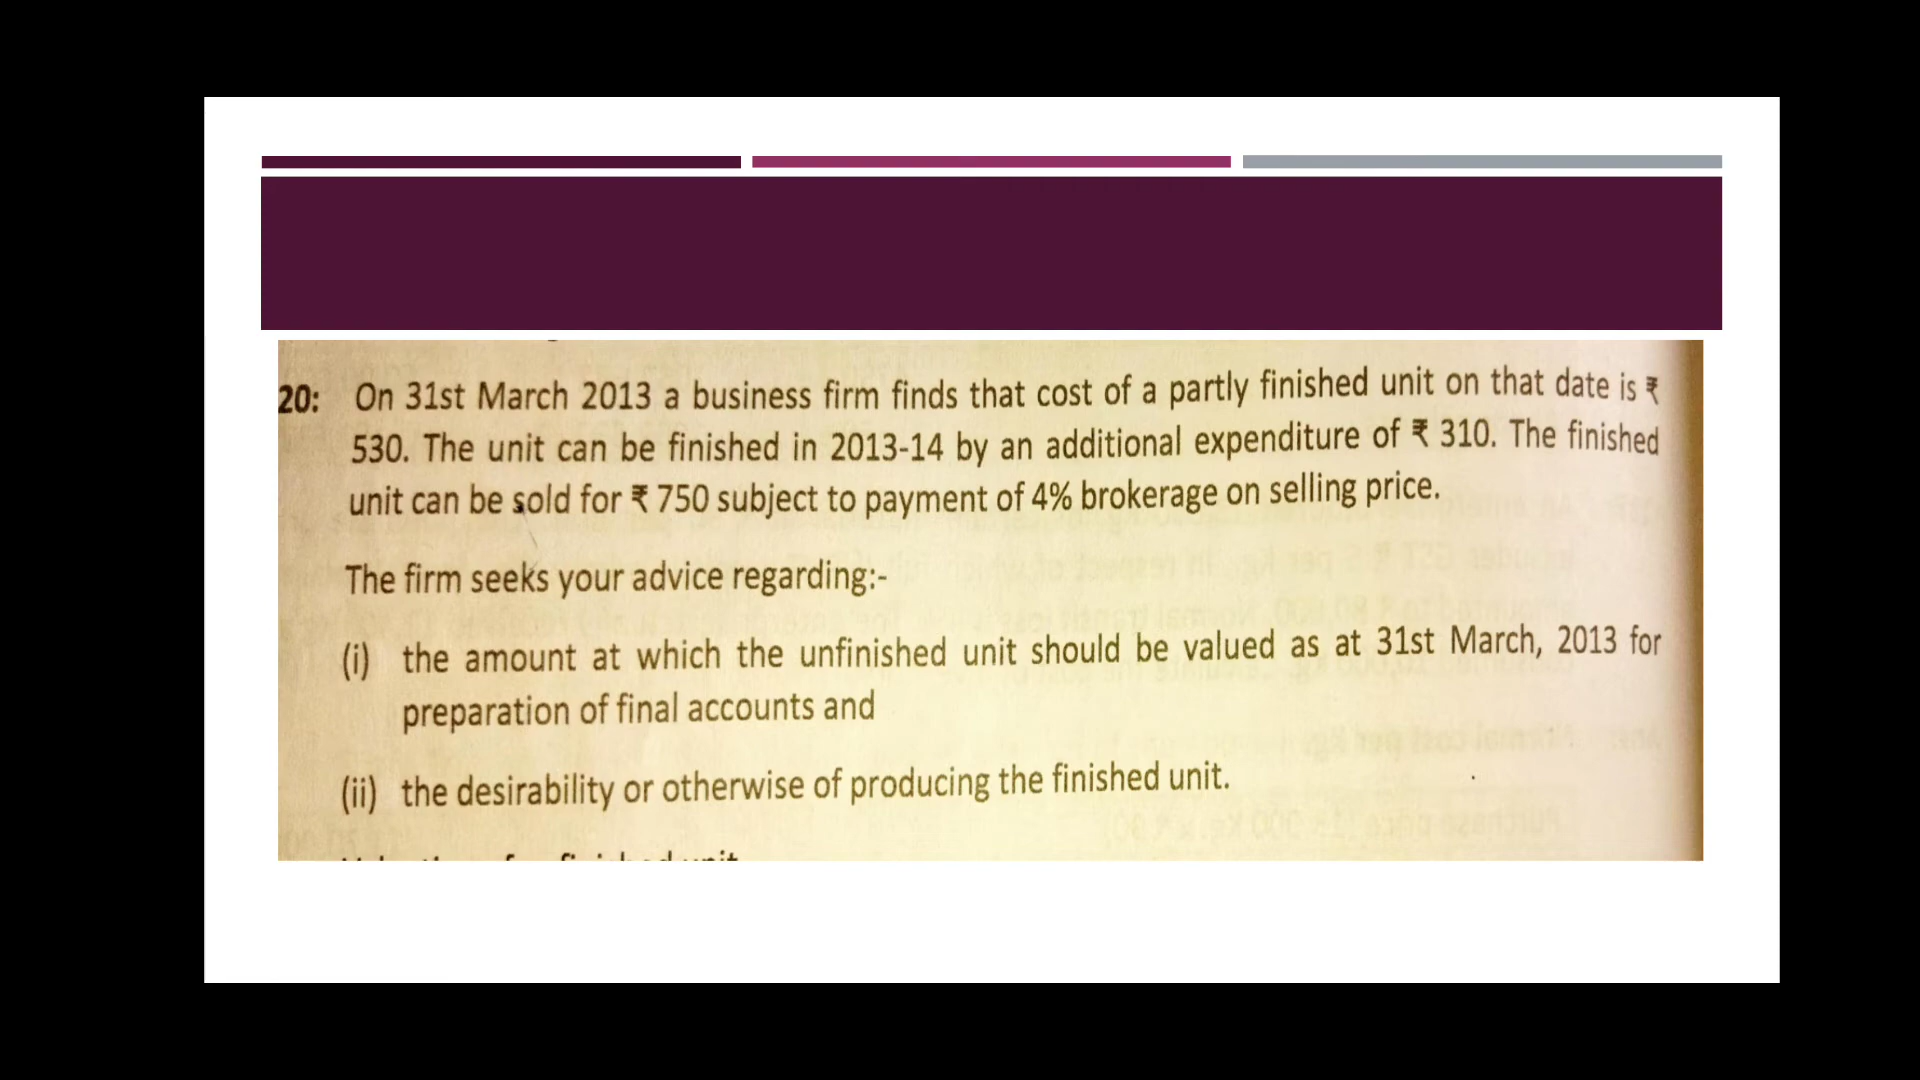 20: On 31st March 2013 a business firm finds that cost of a partly finished unit on that date is ₹
530. The unit can be finished in 2013-14 by an additional expenditure of ₹ 310. The finished
unit can be sold for ₹ 750 subject to payment of 4% brokerage on selling price.
The firm seeks your advice regarding:-
(i) the amount at which the unfinished unit should be valued as at 31st March, 2013 for
preparation of final accounts and
(ii) the desirability or otherwise of producing the finished unit.